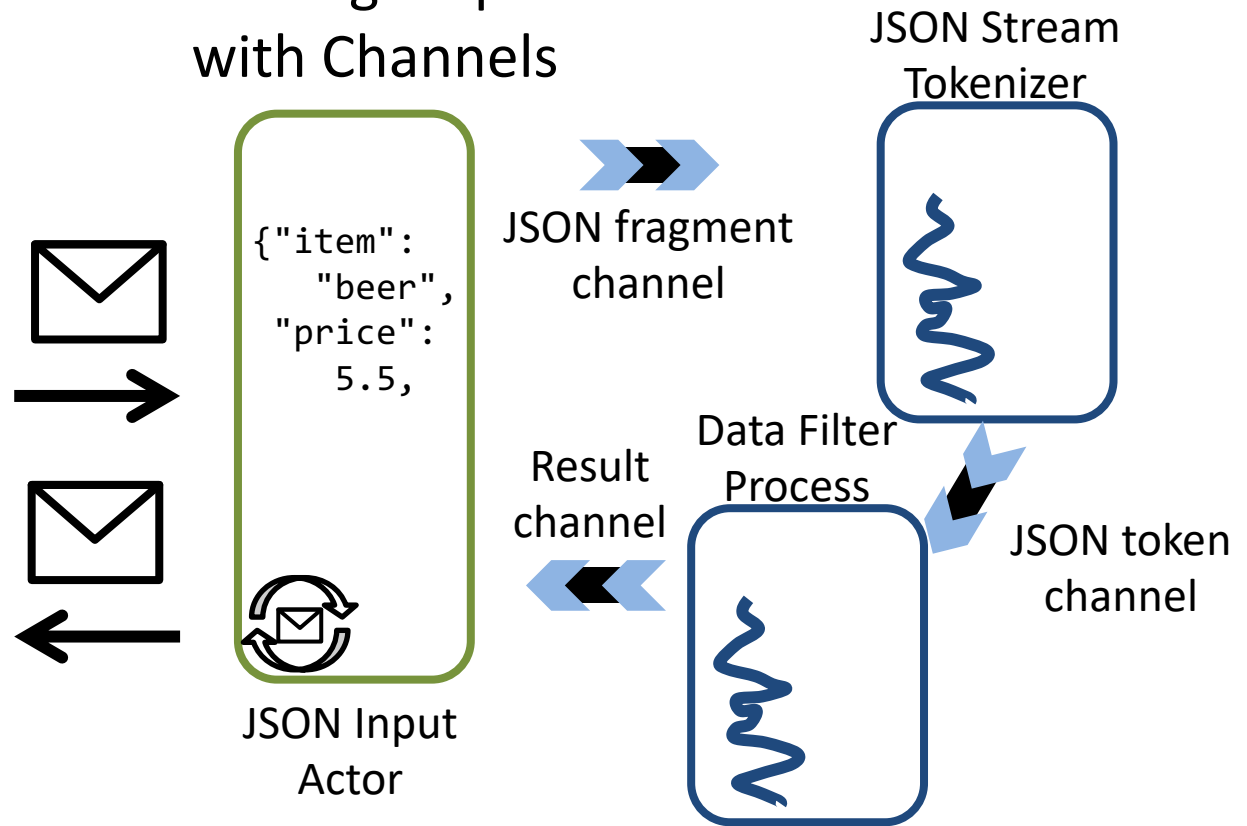 with Channels
JSON Stream
Tokenizer
{"item":
"beer",
"price":
5.5,
JSON fragment
channel
Data Filter
Process
Result
channel
JSON token
channel
JSON Input
Actor